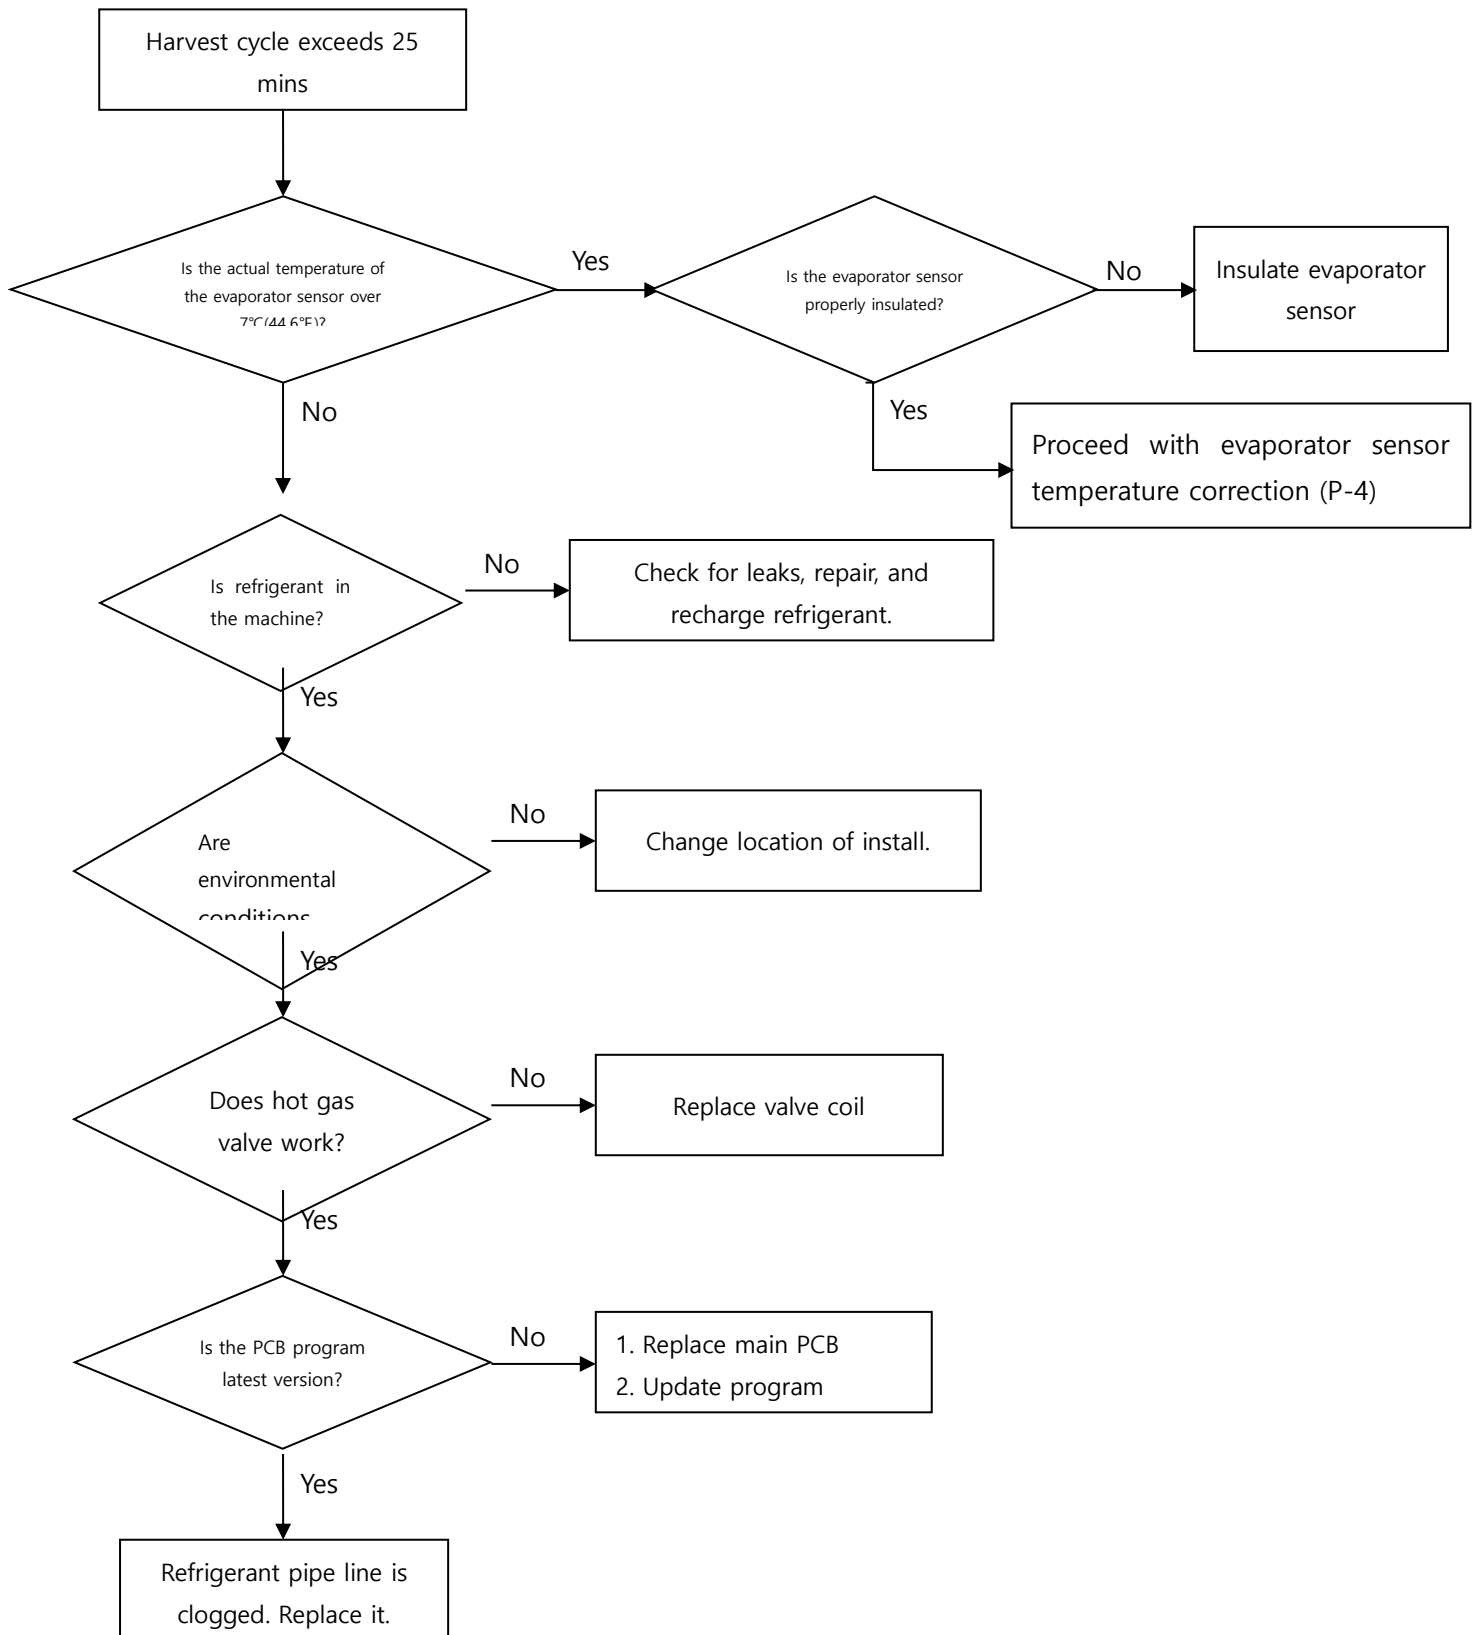 Harvest cycle exceeds 25
mins
Is the actual temperature of
the evaporator sensor over
7℃(44.6℉)?
Yes
Is the evaporator sensor
properly insulated?
No
Insulate evaporator
sensor
No
Yes
Proceed with evaporator sensor
temperature correction (P-4)
Is refrigerant in
the machine?
No
Check for leaks, repair, and
recharge refrigerant.
Yes
Are
environmental
conditions
No
Change location of install.
Yes
Does hot gas
valve work?
No
Replace valve coil
Yes
Is the PCB program
latest version?
No
1. Replace main PCB
2. Update program
Yes
Refrigerant pipe line is
clogged. Replace it.